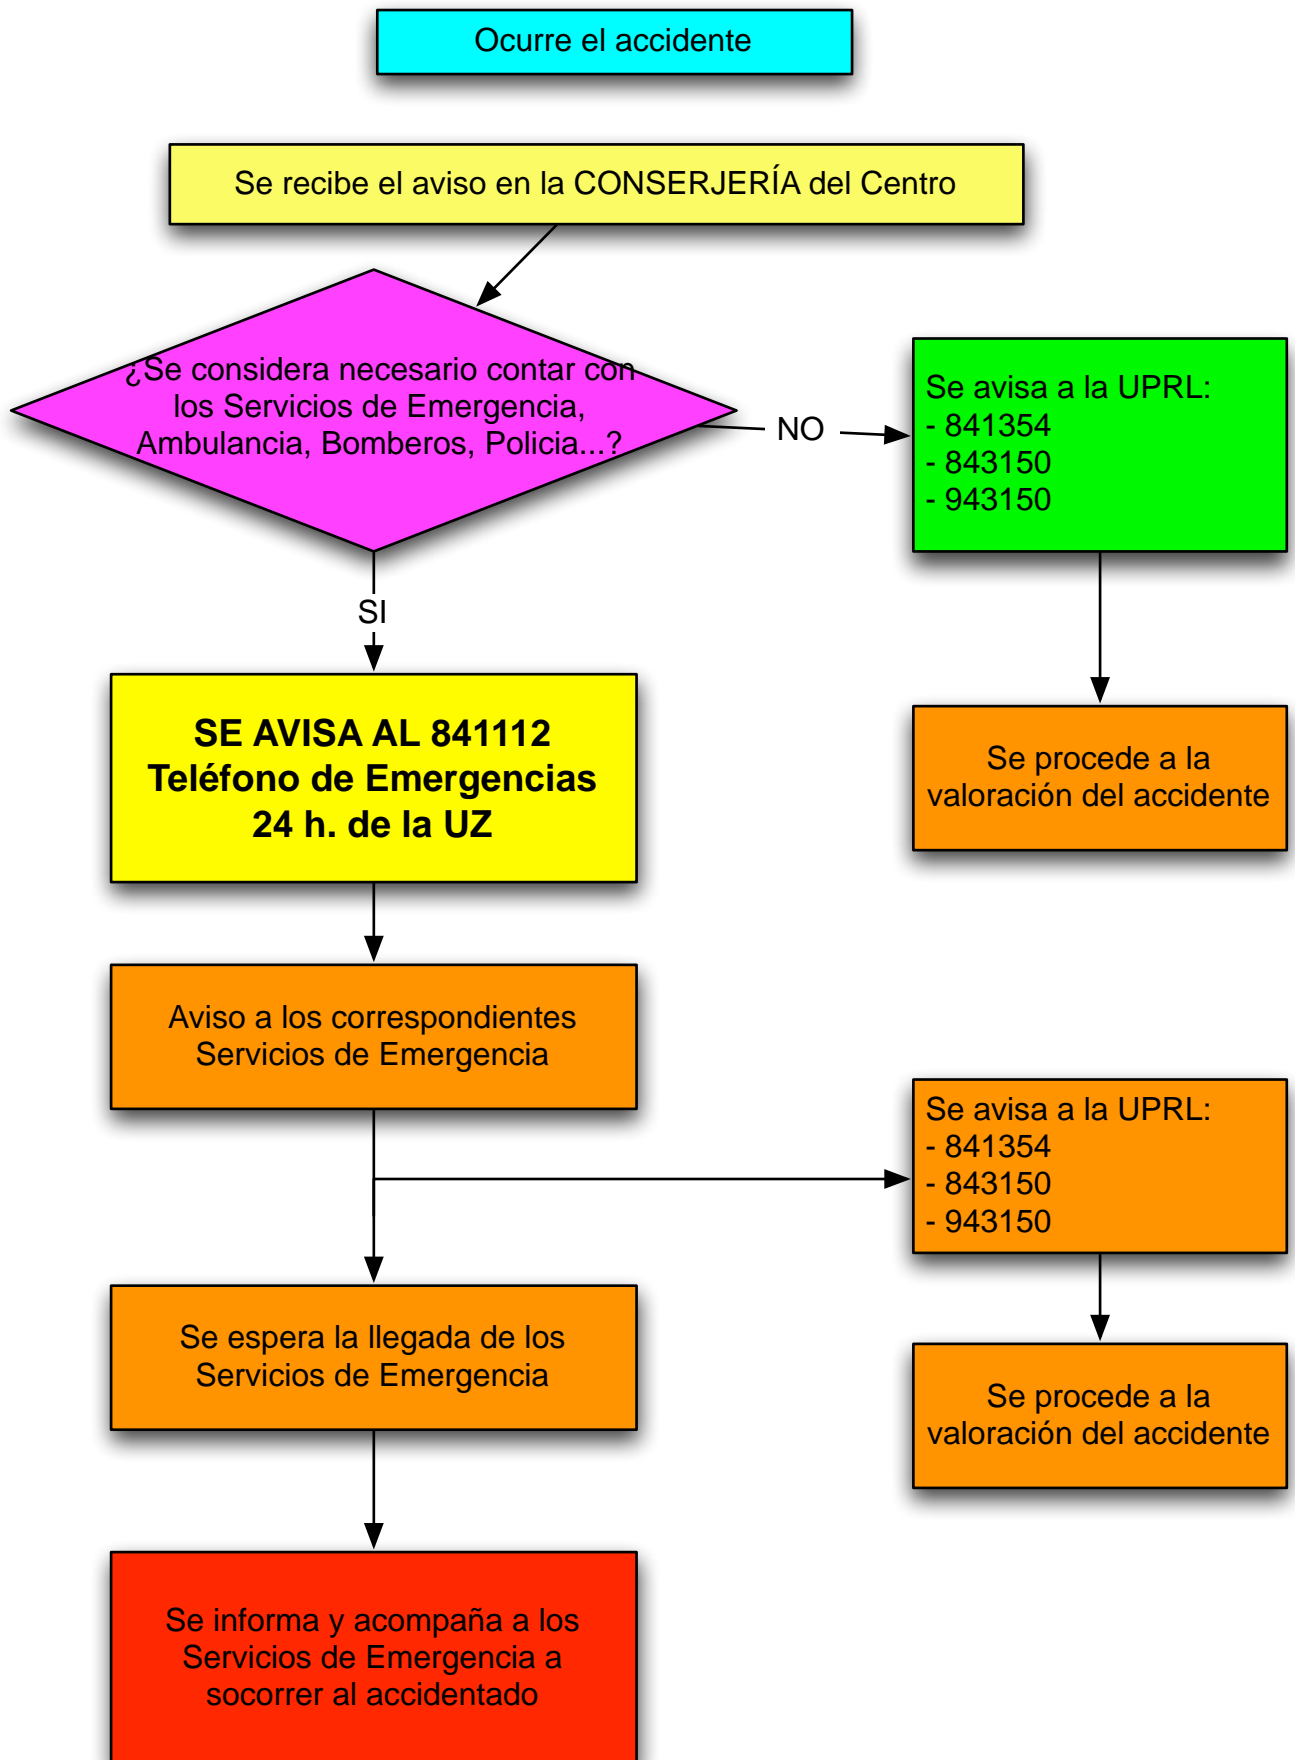 Ocurre el accidente
Se recibe el aviso en la CONSERJERÍA del Centro
¿Se considera necesario contar con
los Servicios de Emergencia,
Ambulancia, Bomberos, Policia...?
NO
Se avisa a la UPRL:
- 841354
- 843150
- 943150
SI
SE AVISA AL 841112
Teléfono de Emergencias
24 h. de la UZ
Se procede a la
valoración del accidente
Aviso a los correspondientes
Servicios de Emergencia
Se avisa a la UPRL:
- 841354
- 843150
- 943150
Se espera la llegada de los
Servicios de Emergencia
Se procede a la
valoración del accidente
Se informa y acompaña a los
Servicios de Emergencia a
socorrer al accidentado